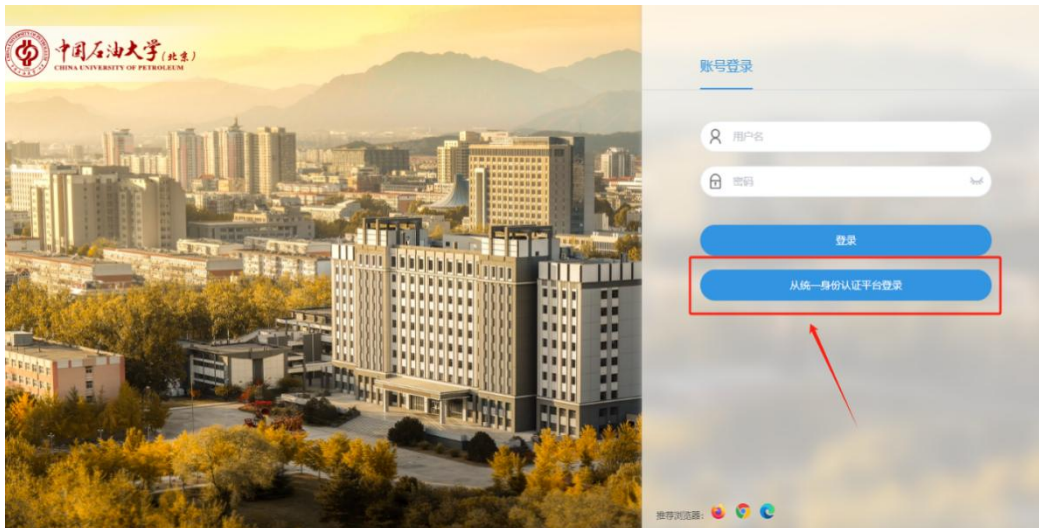 中国石油大学(北京)
CHINA UNIVERSITY OF PETROLEUM
账号登录
用户名
密码
登录
从统一身份认证平台登录
推荐浏览器: